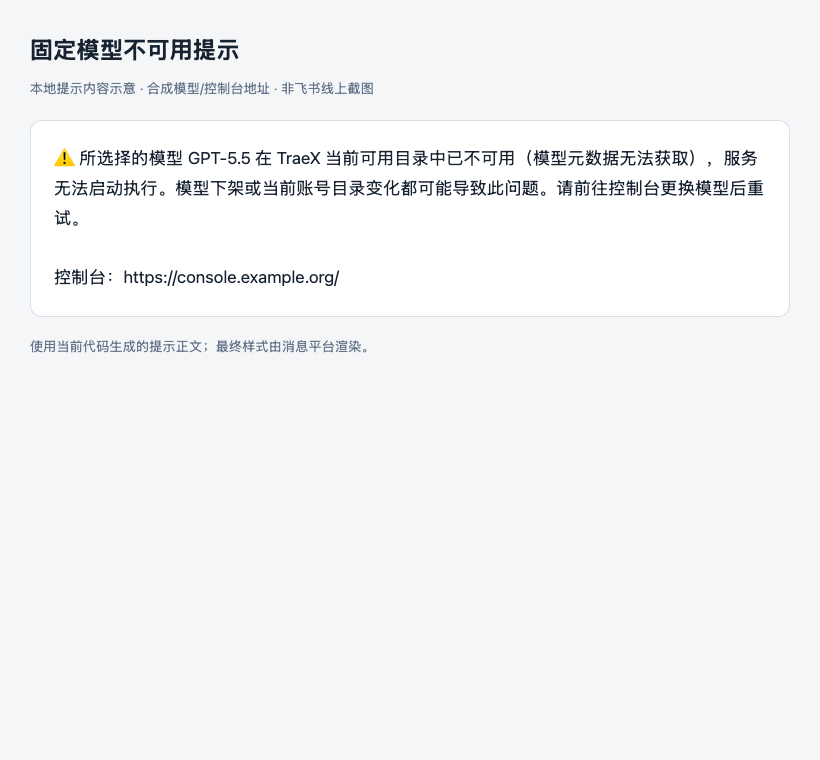 固定模型不可用提示
本地提示内容示意 · 合成模型/控制台地址 · 非飞书线上截图
⚠️ 所选择的模型 GPT-5.5 在 TraeX 当前可用目录中已不可用（模型元数据无法获取），服务
无法启动执行。模型下架或当前账号目录变化都可能导致此问题。请前往控制台更换模型后重
试。
控制台：https://console.example.org/
使用当前代码生成的提示正文；最终样式由消息平台渲染。